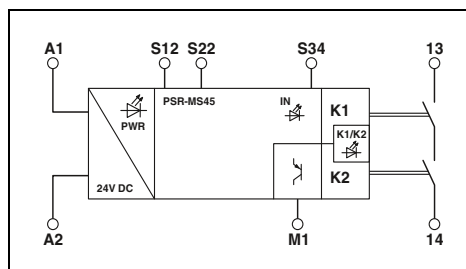 A1 S12 S22 S34 13
PSR-MS45 IN K1
PWR K1/K2
24V DC K2
A2 M1 14